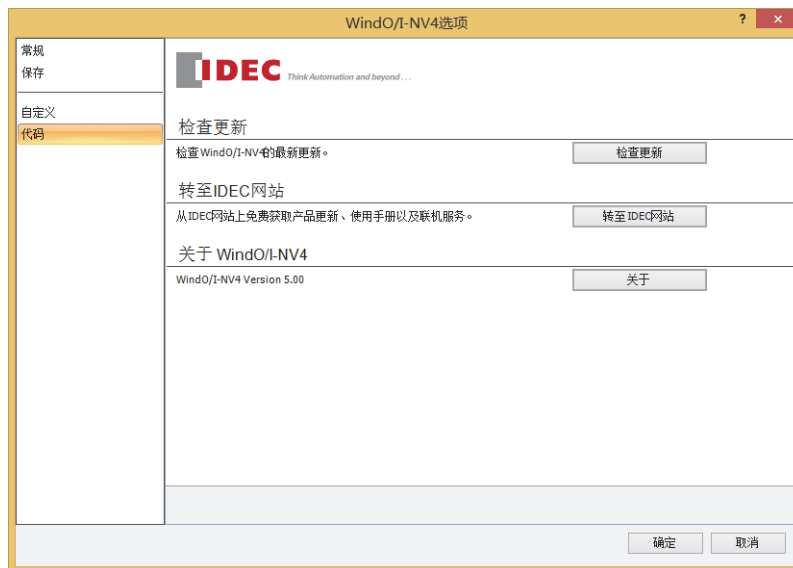 WindO/I-NV4选项
?
×
常规
保存
自定义
代码
IDEC Think Automation and beyond...
检查更新
检查WindO/I-NV4的最新更新。
检查更新
转至IDEC网站
从IDEC网站上免费获取产品更新、使用手册以及联机服务。
转至IDEC网站
关于 WindO/I-NV4
WindO/I-NV4 Version 5.00
关于
确定
取消